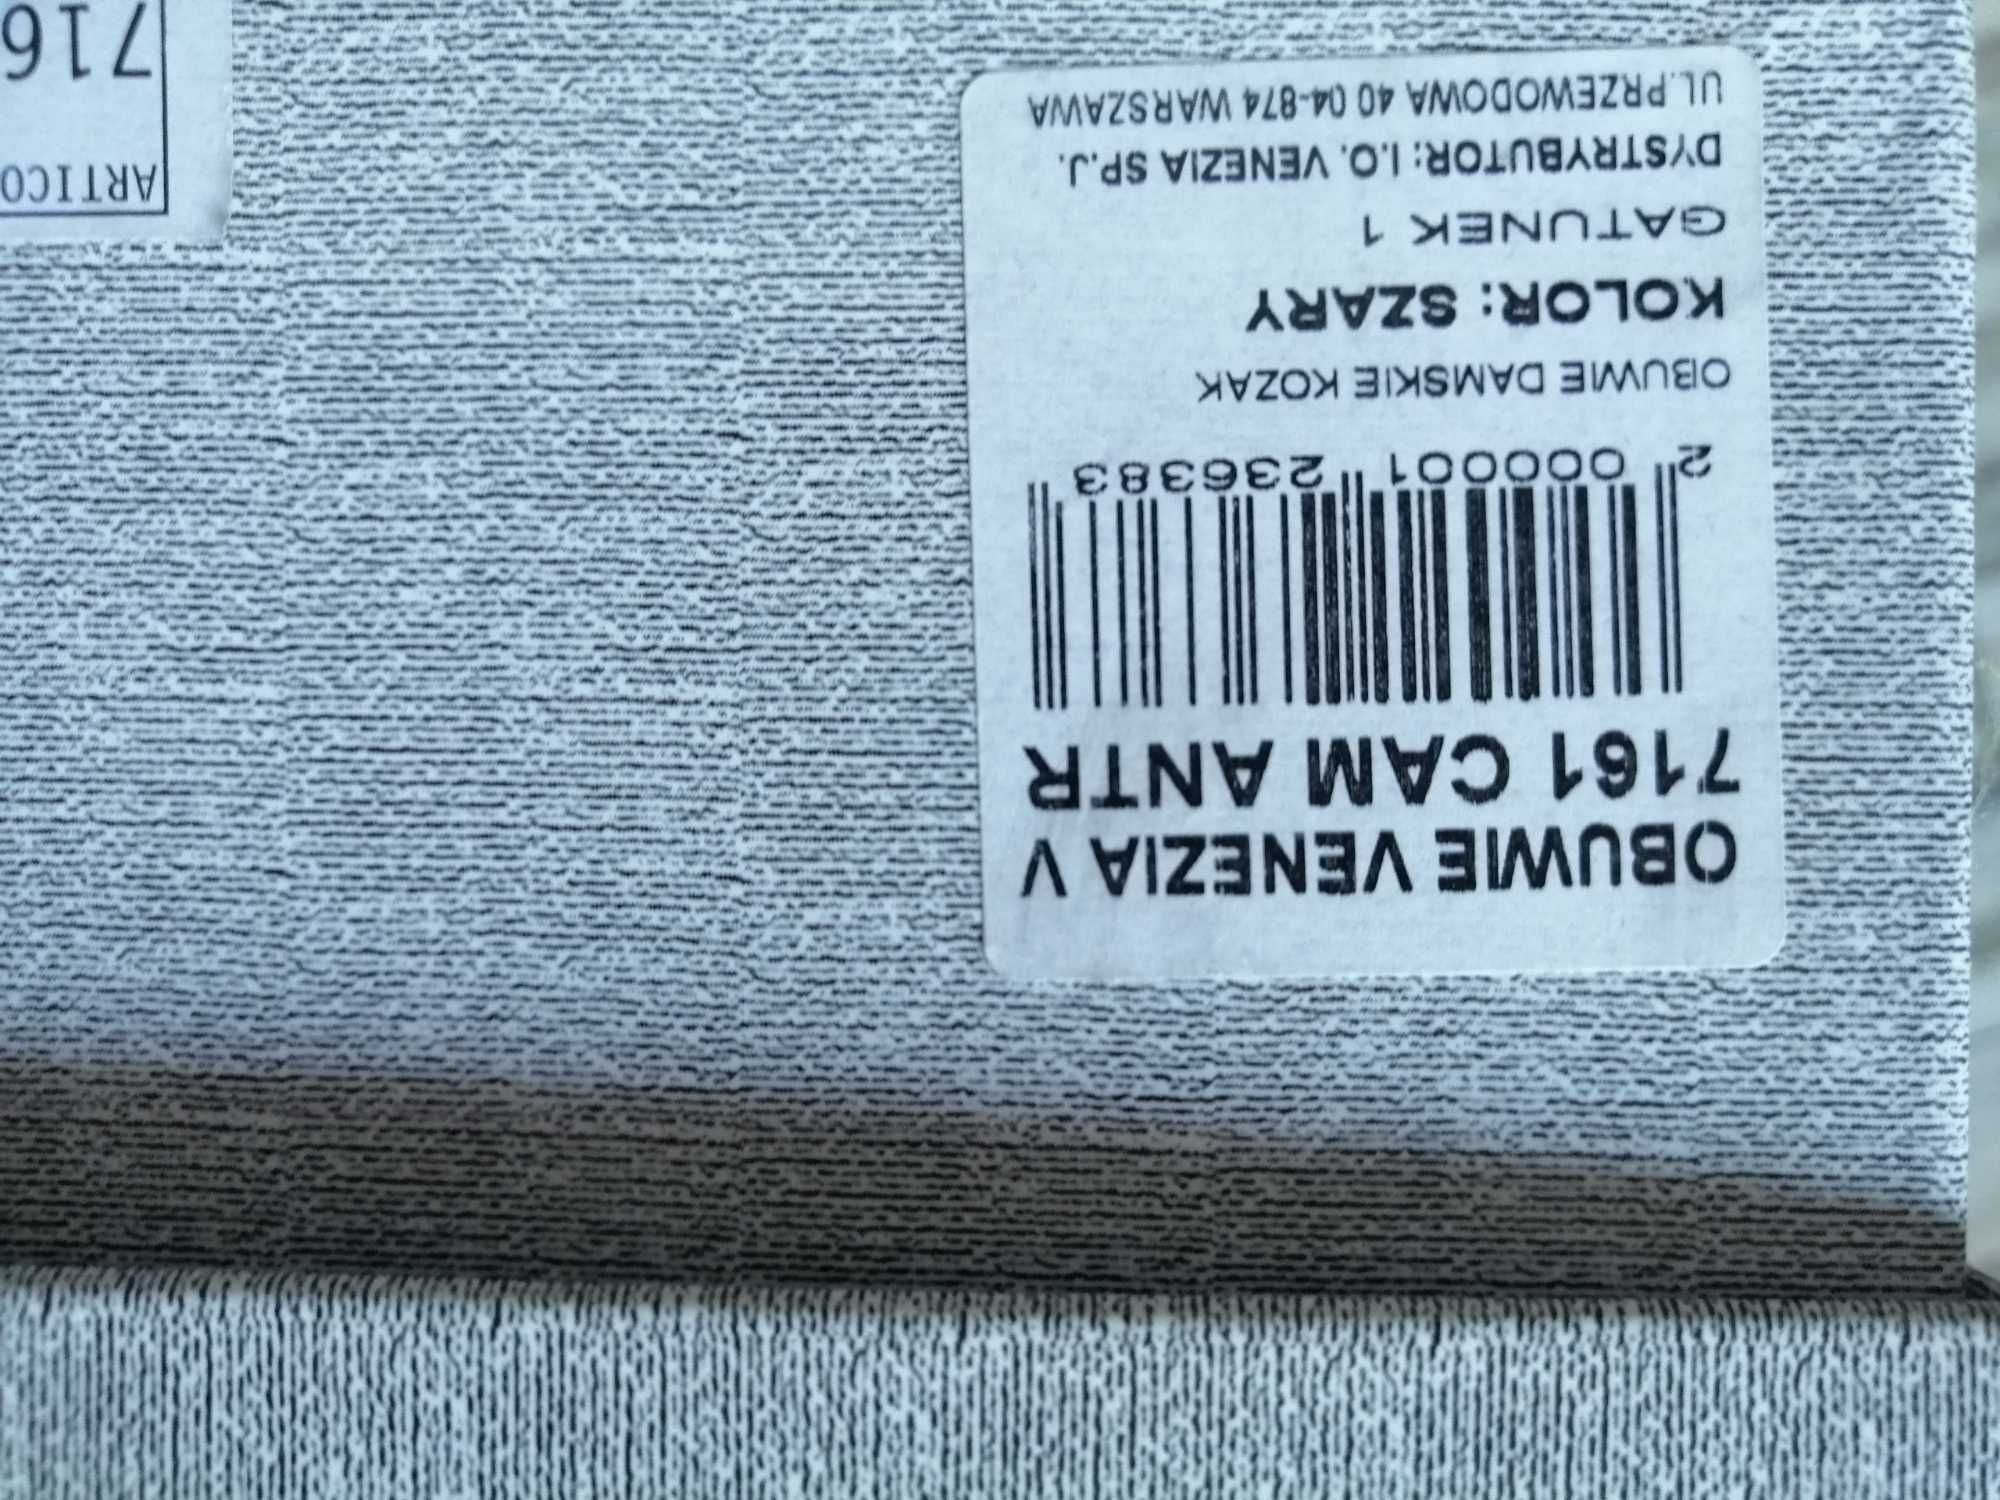 OBUWIE VENEZIA V
7161 CAM ANTR
2 000001 236383
OBUWIE DAMSKIE KOZAK
KOLOR: SZARY
GATUNEK 1
DYSTRYBUTOR: I.O. VENEZIA SP.J.
UL.PRZEWODOWA 40 04-874 WARSZAWA
ARTICO
716